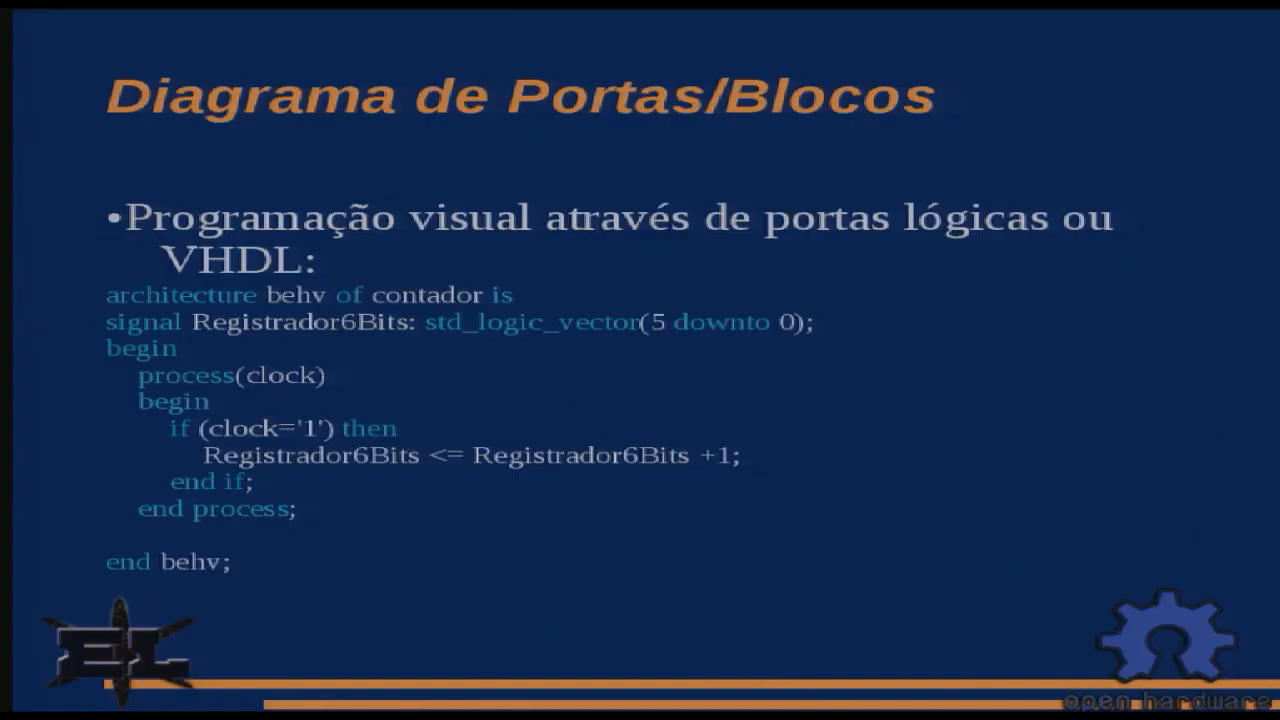 Diagrama de Portas/Blocos
•Programação visual através de portas lógicas ou
VHDL:
architecture behv of contador is
signal Registrador6Bits: std_logic_vector(5 downto 0);
begin
process(clock)
begin
if (clock='1') then
Registrador6Bits <= Registrador6Bits +1;
end if;
end process;
end behv;
EL
open hardware